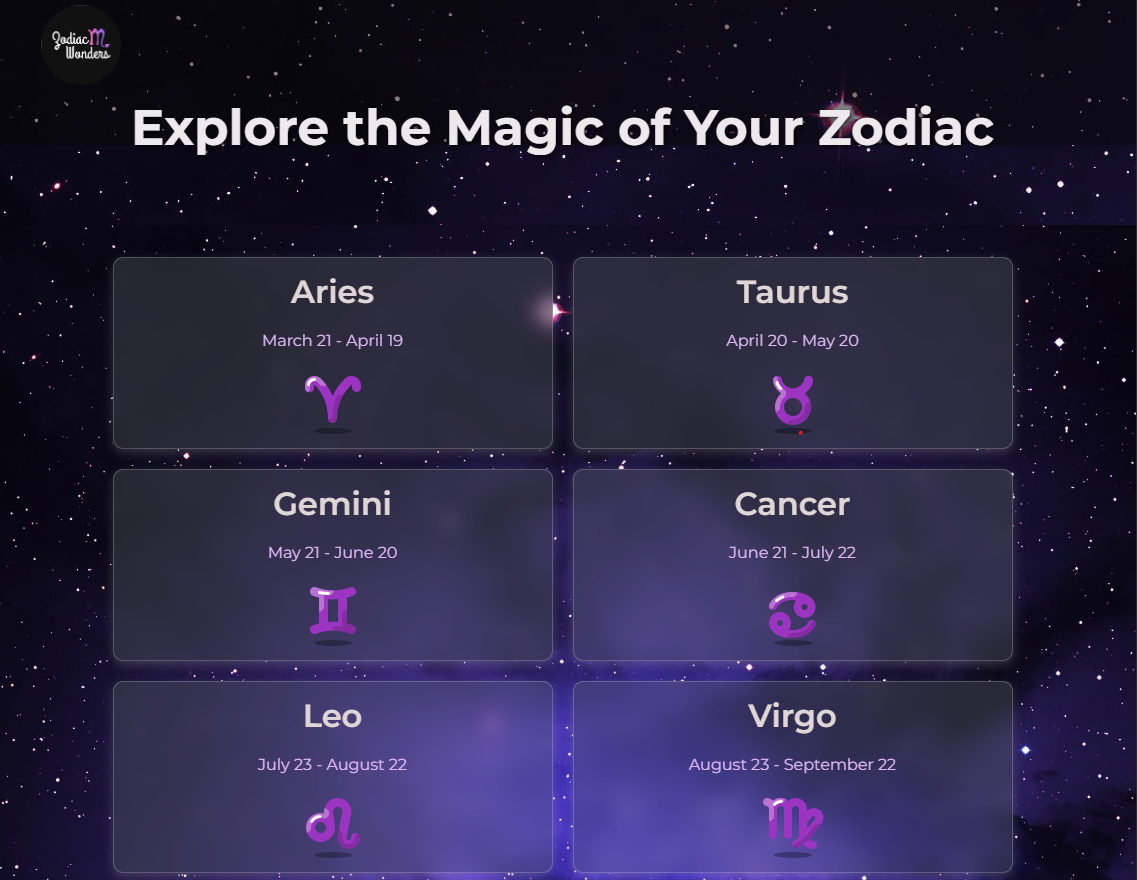 Zodiac
Wonders
Explore the Magic of Your Zodiac
Aries
March 21 - April 19
Taurus
April 20 - May 20
Gemini
May 21 - June 20
Cancer
June 21 - July 22
Leo
July 23 - August 22
Virgo
August 23 - September 22